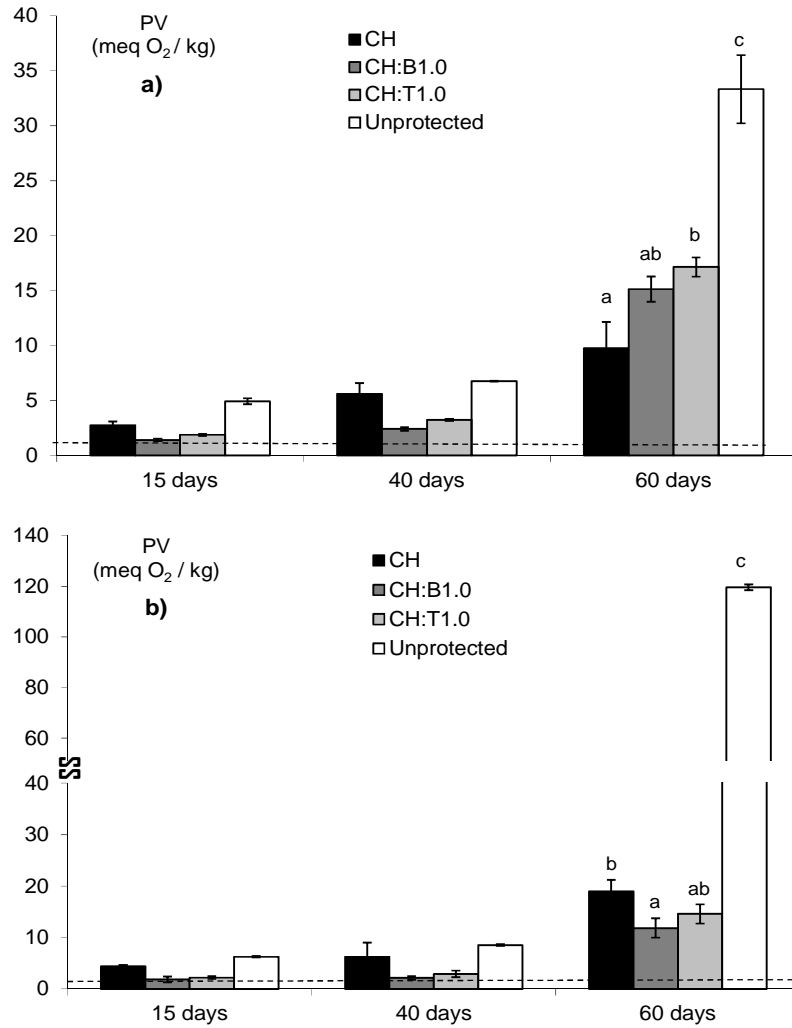 40
PV
(meq O₂ / kg)
a)
CH
CH:B1.0
CH:T1.0
Unprotected
35
30
25
20
15
10
5
0
a
ab
b
c
15 days
40 days
60 days
140
PV
(meq O₂ / kg)
b)
CH
CH:B1.0
CH:T1.0
Unprotected
120
100
80
60
40
30
20
10
0
b
a
ab
c
15 days
40 days
60 days